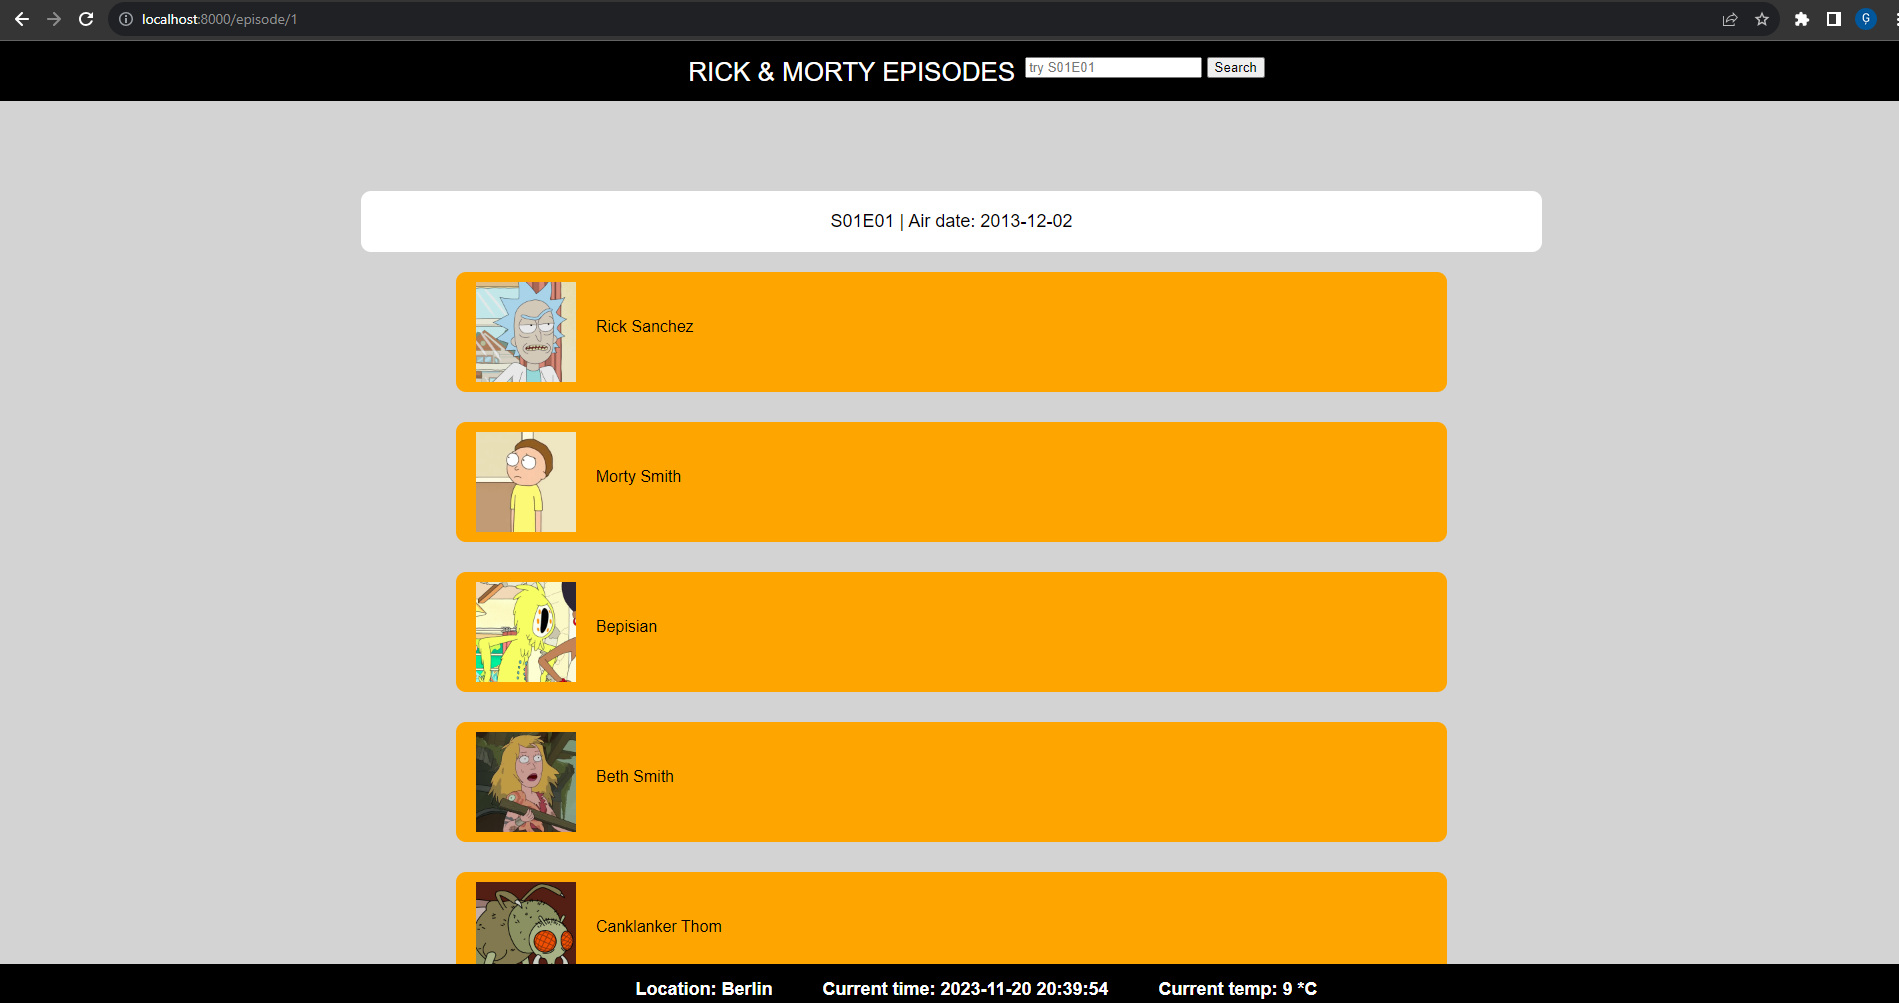 localhost:8000/episode/1
G
RICK & MORTY EPISODES try S01E01 Search
S01E01 | Air date: 2013-12-02
Rick Sanchez
Morty Smith
Bepisian
Beth Smith
Canklanker Thom
Location: Berlin Current time: 2023-11-20 20:39:54 Current temp: 9 *C